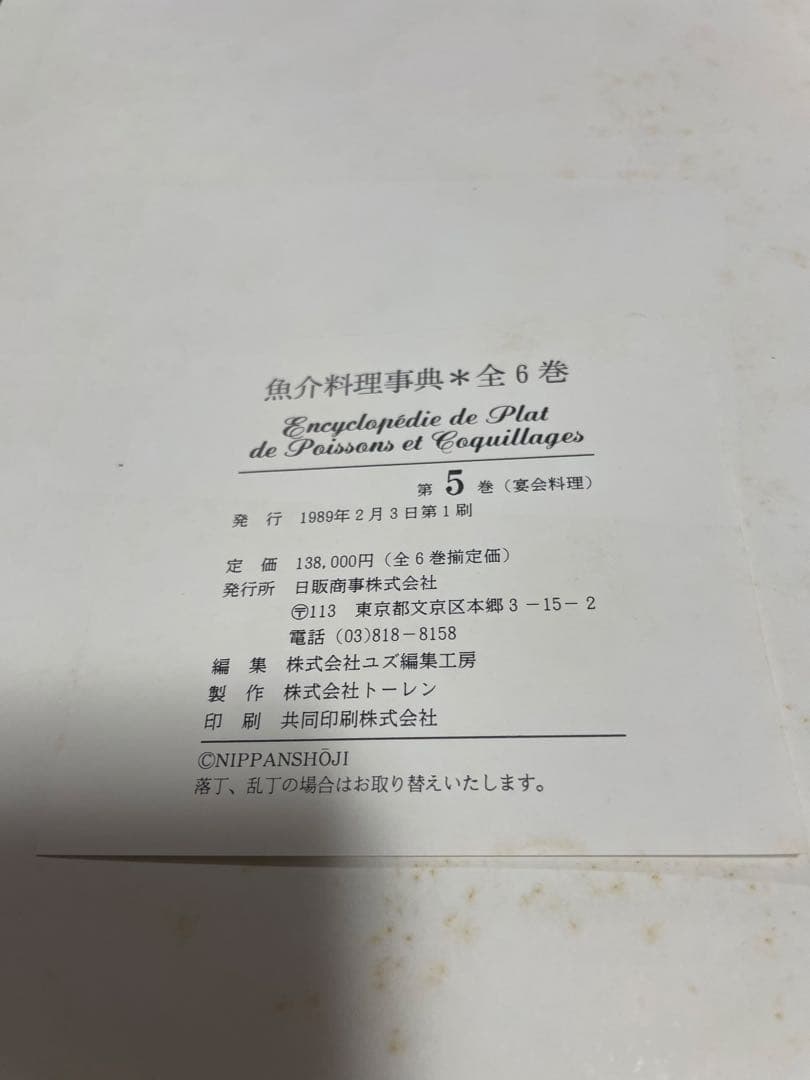 魚介料理事典＊全6巻
Encyclopédie de Plat
de Poissons et Coquillages
第 5 巻（宴会料理）
発　行　1989年2月3日第1刷
定　価　138,000円（全6巻揃定価）
発行所　日販商事株式会社
〒113　東京都文京区本郷3－15－2
電話（03)818－8158
編　集　株式会社ユズ編集工房
製　作　株式会社トーレン
印　刷　共同印刷株式会社
©NIPPANSHŌJI
落丁、乱丁の場合はお取り替えいたします。